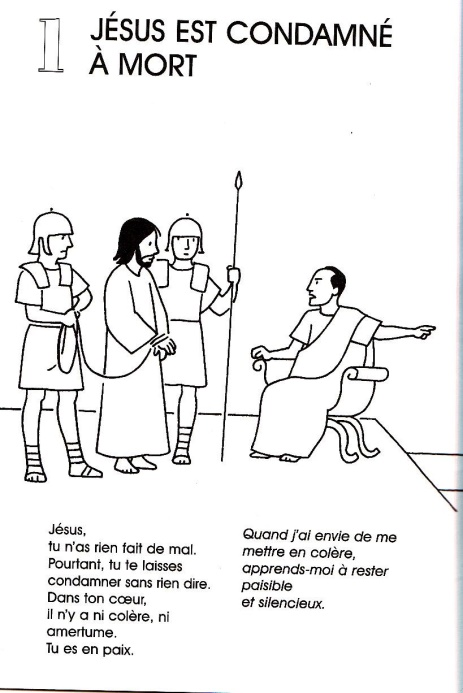 1
JÉSUS EST CONDAMNÉ
À MORT
Jésus,
tu n'as rien fait de mal.
Pourtant, tu te laisses
condamner sans rien dire.
Dans ton cœur,
il n'y a ni colère, ni
amertume.
Tu es en paix.
Quand j'ai envie de me
mettre en colère,
apprends-moi à rester
paisible
et silencieux.